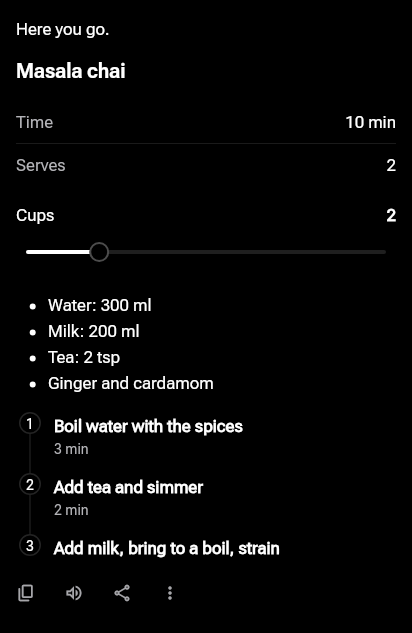 Here you go.
Masala chai
Time 10 min
Serves 2
Cups 2
Water: 300 ml
Milk: 200 ml
Tea: 2 tsp
Ginger and cardamom
1 Boil water with the spices
3 min
2 Add tea and simmer
2 min
3 Add milk, bring to a boil, strain